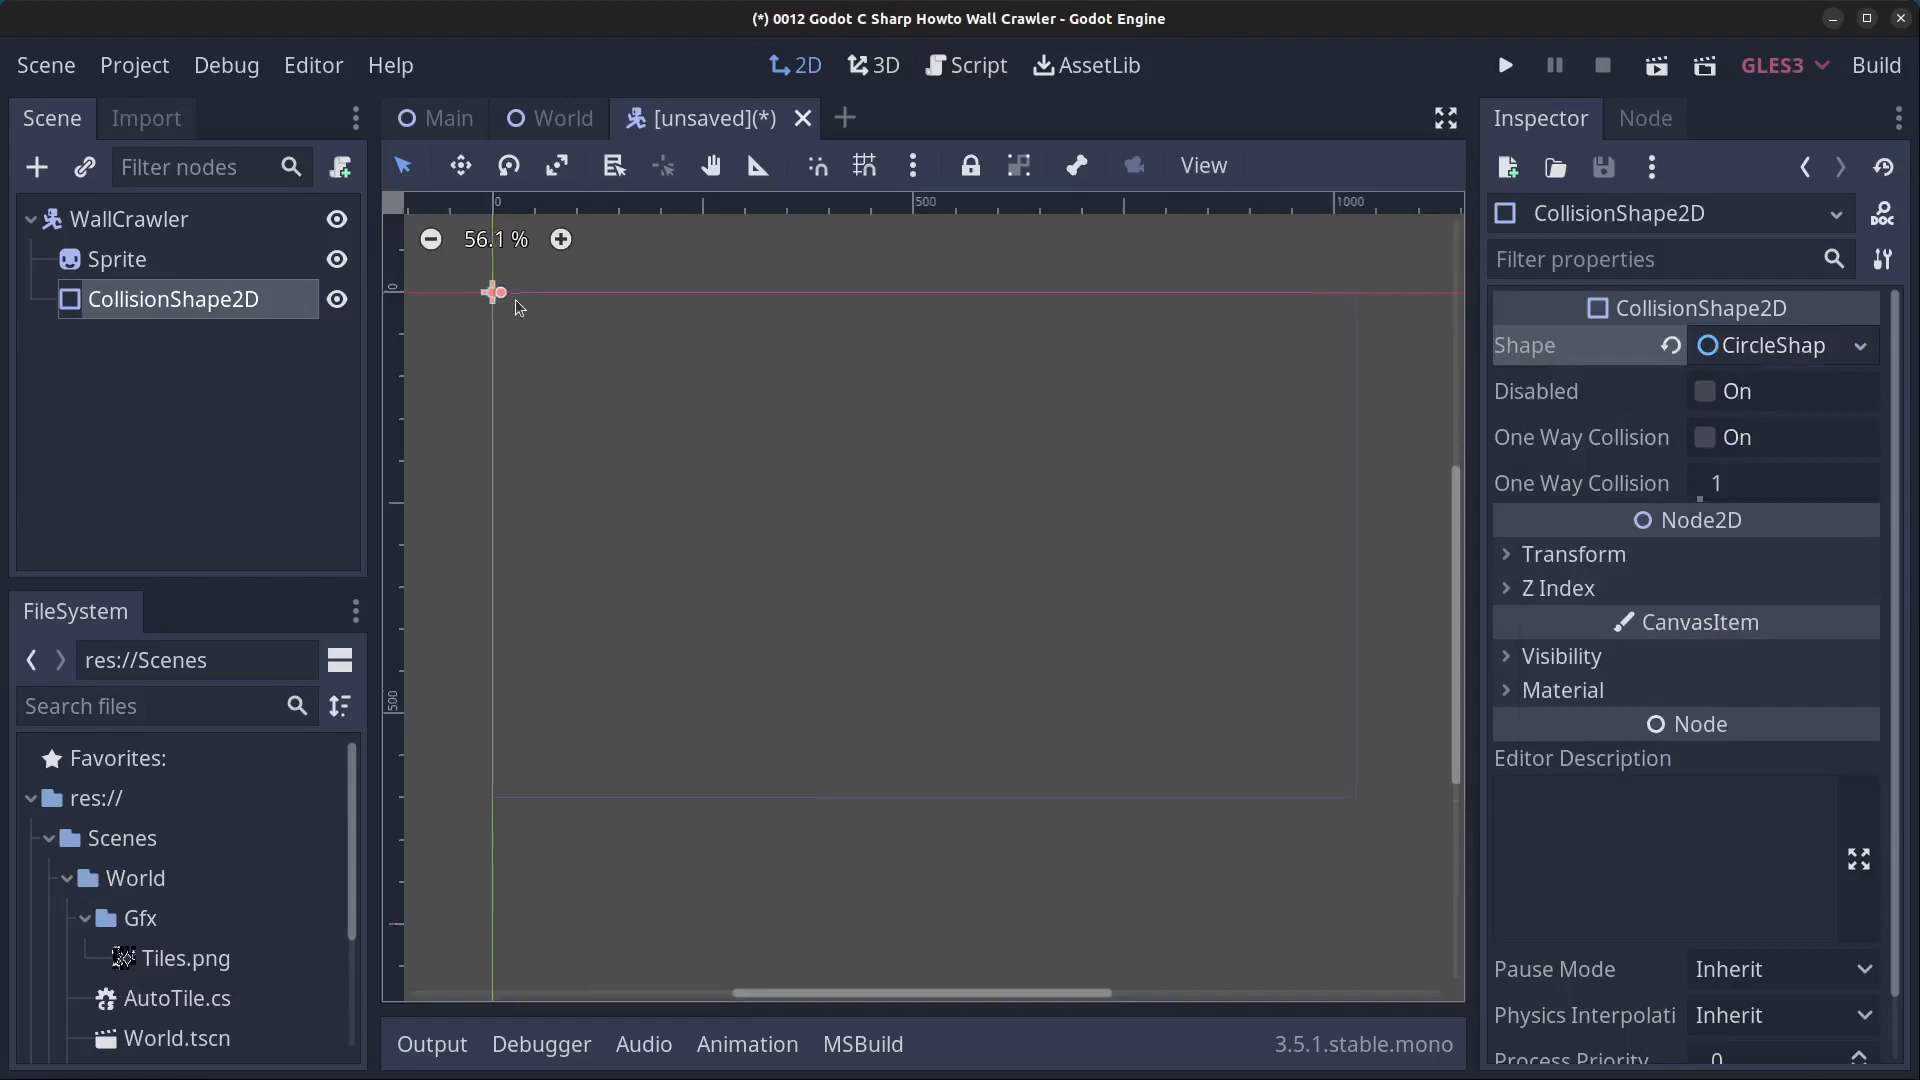 (*) 0012 Godot C Sharp Howto Wall Crawler - Godot Engine
Scene Project Debug Editor Help
2D 3D Script AssetLib
GLES3 Build
Scene Import
Main World [unsaved](*)
Inspector Node
Filter nodes
View
CollisionShape2D
DOC
WallCrawler
Sprite
CollisionShape2D
0 500 1000
56.1 %
0
500
Filter properties
CollisionShape2D
Shape CircleShap
Disabled On
One Way Collision On
One Way Collision 1
Node2D
Transform
Z Index
CanvasItem
Visibility
Material
Node
Editor Description
Pause Mode Inherit
Physics Interpolati Inherit
Process Priority 0
FileSystem
res://Scenes
Search files
Favorites:
res://
Scenes
World
Gfx
Tiles.png
AutoTile.cs
World.tscn
Output Debugger Audio Animation MSBuild
3.5.1.stable.mono